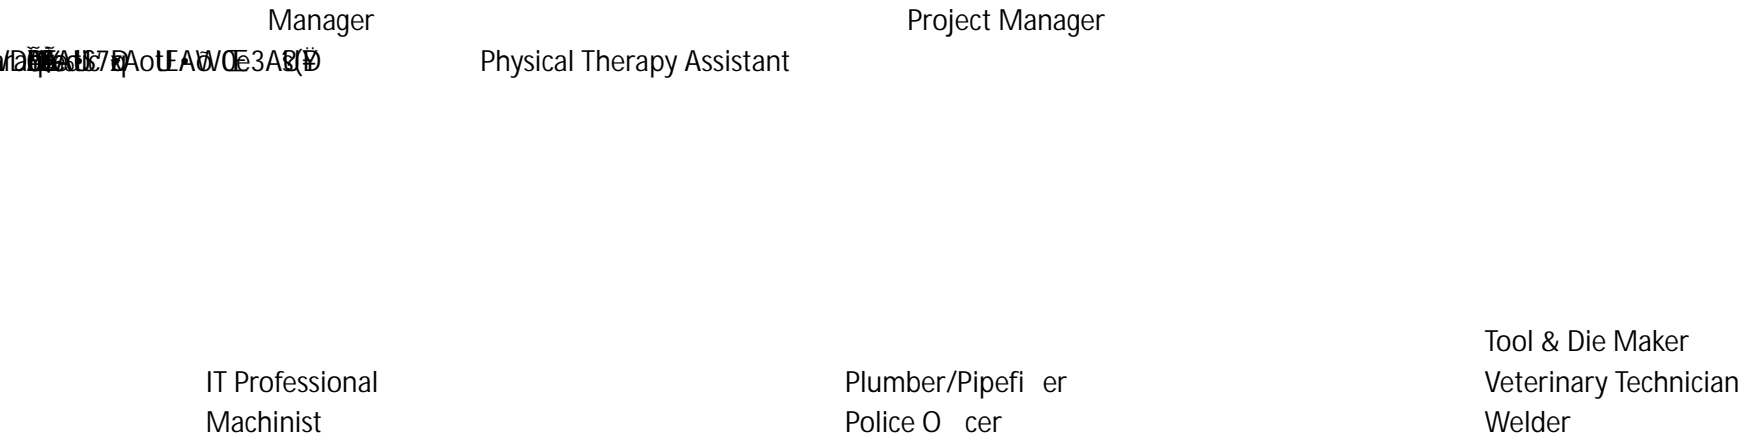 Manager Project Manager
Physical Therapy Assistant
Tool & Die Maker
IT Professional Plumber/Pipefi er Veterinary Technician
Machinist Police O cer Welder